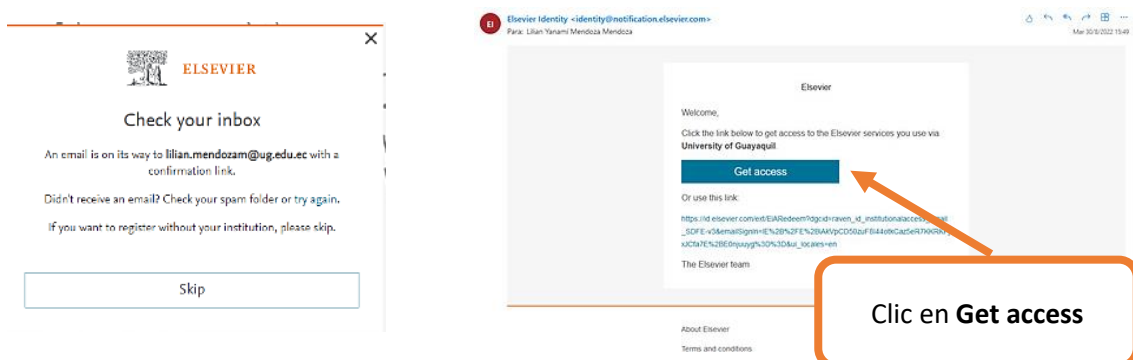 ELSEVIER
Check your inbox
An email is on its way to lilian.mendozam@ug.edu.ec with a
confirmation link.
Didn't receive an email? Check your spam folder or try again.
If you want to register without your institution, please skip.
Skip
EI
Elsevier Identity <identity@notification.elsevier.com>
Para: Lilian Yanami Mendoza Mendoza
Mar 30/8/2022 15:49
Elsevier
Welcome,
Click the link below to get access to the Elsevier services you use via
University of Guayaquil.
Get access
Or use this link:
The Elsevier team
Clic en Get access
About Elsevier
Terms and conditions